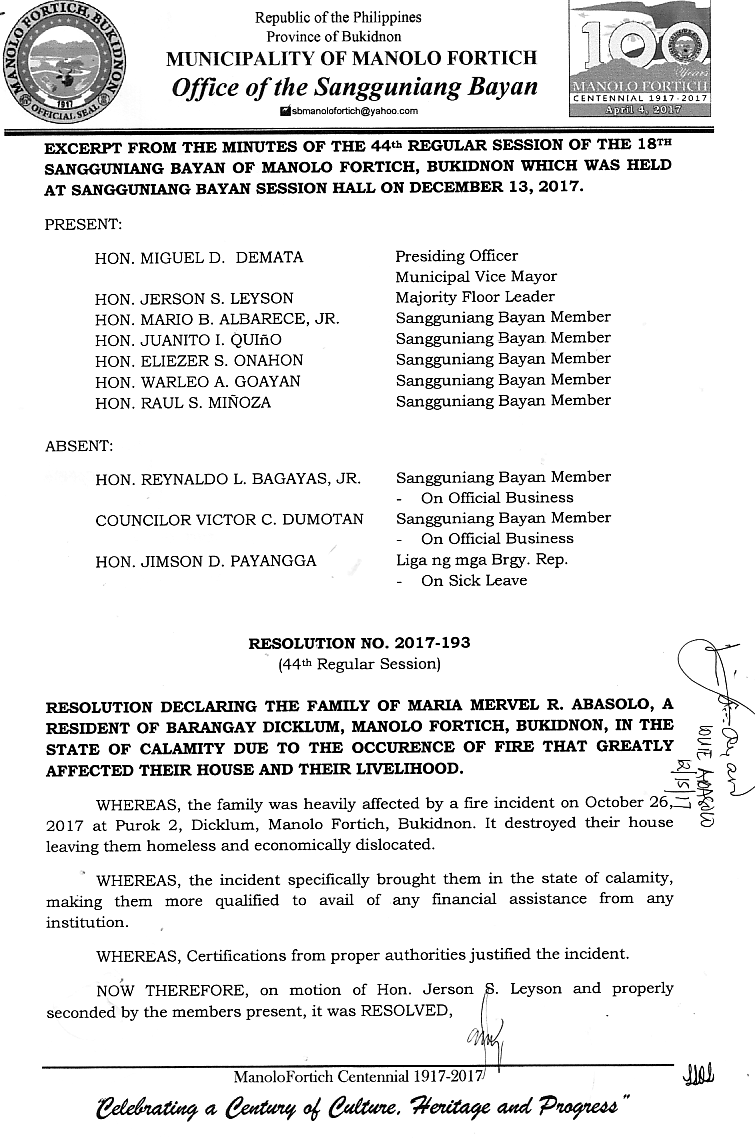 MANOLO FORTICH, BUKIDNON
1917
OFFICIAL SEAL
Republic of the Philippines
Province of Bukidnon
MUNICIPALITY OF MANOLO FORTICH
Office of the Sangguniang Bayan
sbmanolofortich@yahoo.com
100
Years
MANOLO FORTICH
CENTENNIAL 1917-2017
April 4, 2017
EXCERPT FROM THE MINUTES OF THE 44th REGULAR SESSION OF THE 18TH
SANGGUNIANG BAYAN OF MANOLO FORTICH, BUKIDNON WHICH WAS HELD
AT SANGGUNIANG BAYAN SESSION HALL ON DECEMBER 13, 2017.
PRESENT:
HON. MIGUEL D. DEMATA Presiding Officer
Municipal Vice Mayor
HON. JERSON S. LEYSON Majority Floor Leader
HON. MARIO B. ALBARECE, JR. Sangguniang Bayan Member
HON. JUANITO I. QUIñO Sangguniang Bayan Member
HON. ELIEZER S. ONAHON Sangguniang Bayan Member
HON. WARLEO A. GOAYAN Sangguniang Bayan Member
HON. RAUL S. MIÑOZA Sangguniang Bayan Member
ABSENT:
HON. REYNALDO L. BAGAYAS, JR. Sangguniang Bayan Member
- On Official Business
COUNCILOR VICTOR C. DUMOTAN Sangguniang Bayan Member
- On Official Business
HON. JIMSON D. PAYANGGA Liga ng mga Brgy. Rep.
- On Sick Leave
RESOLUTION NO. 2017-193
(44th Regular Session)
RESOLUTION DECLARING THE FAMILY OF MARIA MERVEL R. ABASOLO, A
RESIDENT OF BARANGAY DICKLUM, MANOLO FORTICH, BUKIDNON, IN THE
STATE OF CALAMITY DUE TO THE OCCURENCE OF FIRE THAT GREATLY
AFFECTED THEIR HOUSE AND THEIR LIVELIHOOD.
WHEREAS, the family was heavily affected by a fire incident on October 26,
2017 at Purok 2, Dicklum, Manolo Fortich, Bukidnon. It destroyed their house
leaving them homeless and economically dislocated.
WHEREAS, the incident specifically brought them in the state of calamity,
making them more qualified to avail of any financial assistance from any
institution.
WHEREAS, Certifications from proper authorities justified the incident.
NOW THEREFORE, on motion of Hon. Jerson S. Leyson and properly
seconded by the members present, it was RESOLVED,
LOVE ABASOLO
12/15/17
ManoloFortich Centennial 1917-2017
"Celebrating a Century of Culture, Heritage and Progress"